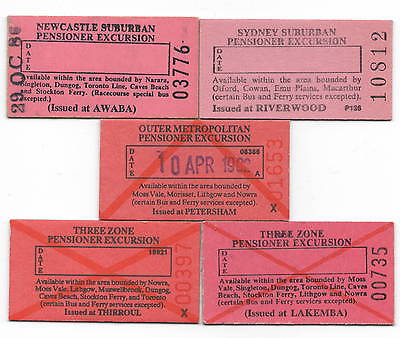 NEWCASTLE SUBURBAN
PENSIONER EXCURSION
DATE
29. OC. 86
03776
Available within the area bounded by Narara,
Singleton, Dungog, Toronto Line, Caves Beach
and Stockton Ferry. (Racecourse special bus
excepted.)
(Issued at AWABA)
SYDNEY SUBURBAN
PENSIONER EXCURSION
DATE
10812
Available within the area bounded by
Otford, Cowan, Emu Plains, Macarthur
(certain Bus and Ferry services excepted)
(Issued at RIVERWOOD
P136
OUTER METROPOLITAN
PENSIONER EXCURSION
DATE
08366
10 APR
A
01653
Available within the area bounded by
Moss Vale, Morisset, Lithgow and Nowra
(certain Bus and Ferry services excepted)
Issued at PETERSHAM
X
THREE ZONE
PENSIONER EXCURSION
DATE
18821
00397
Available within area bounded by Nowra,
Moss Vale, Lithgow, Muswellbrook, Dungog,
Caves Beach, Stockton Ferry, and Toronto
(certain Bus and Ferry services excepted)
Issued at THIRROUL
X
THREE ZONE
PENSIONER EXCURSION
DATE
00735
Available within the area bounded by Moss
Vale, Singleton, Dungog, Toronto Line, Caves
Beach, Stockton Ferry, Lithgow, and Nowra
(certain Bus and Ferry services excepted)
(Issued at LAKEMBA)
X